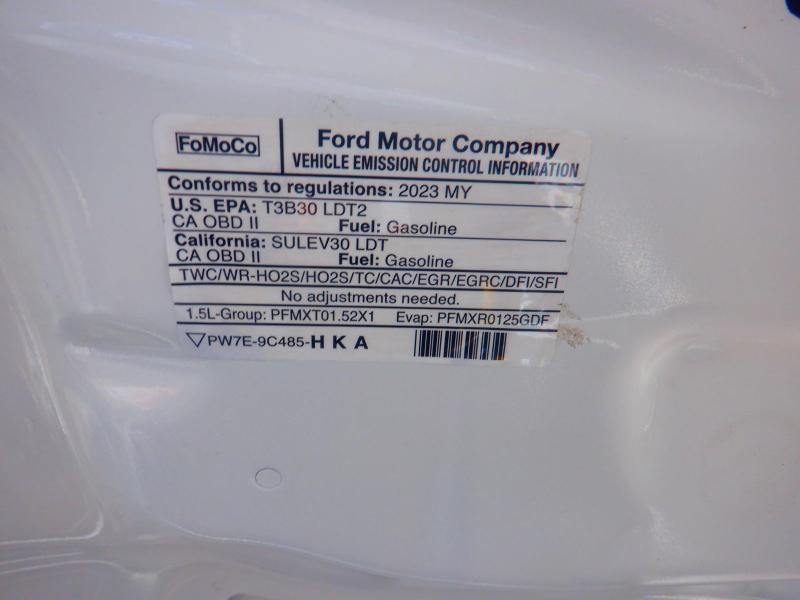 FoMoCo
Ford Motor Company
VEHICLE EMISSION CONTROL INFORMATION
Conforms to regulations: 2023 MY
U.S. EPA: T3B30 LDT2
CA OBD II Fuel: Gasoline
California: SULEV30 LDT
CA OBD II Fuel: Gasoline
TWC/WR-HO2S/HO2S/TC/CAC/EGR/EGRC/DFI/SFI
No adjustments needed.
1.5L-Group: PFMXT01.52X1 Evap: PFMXR0125GDF
PW7E-9C485-H K A